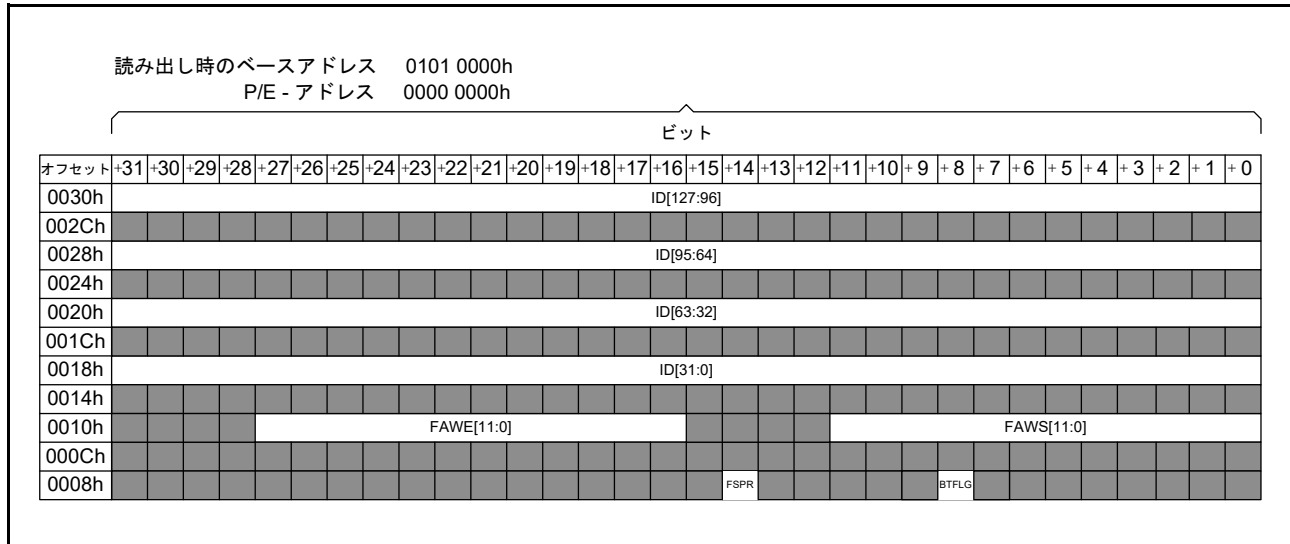 読み出し時のベースアドレス 0101 0000h
P/E - アドレス 0000 0000h
ビット
オフセット +31 +30 +29 +28 +27 +26 +25 +24 +23 +22 +21 +20 +19 +18 +17 +16 +15 +14 +13 +12 +11 +10 + 9 + 8 + 7 +6 + 5 + 4 + 3 + 2 + 1 + 0
0030h ID[127:96]
002Ch
0028h ID[95:64]
0024h
0020h ID[63:32]
001Ch
0018h ID[31:0]
0014h
0010h FAWE[11:0] FAWS[11:0]
000Ch
0008h FSPR BTFLG